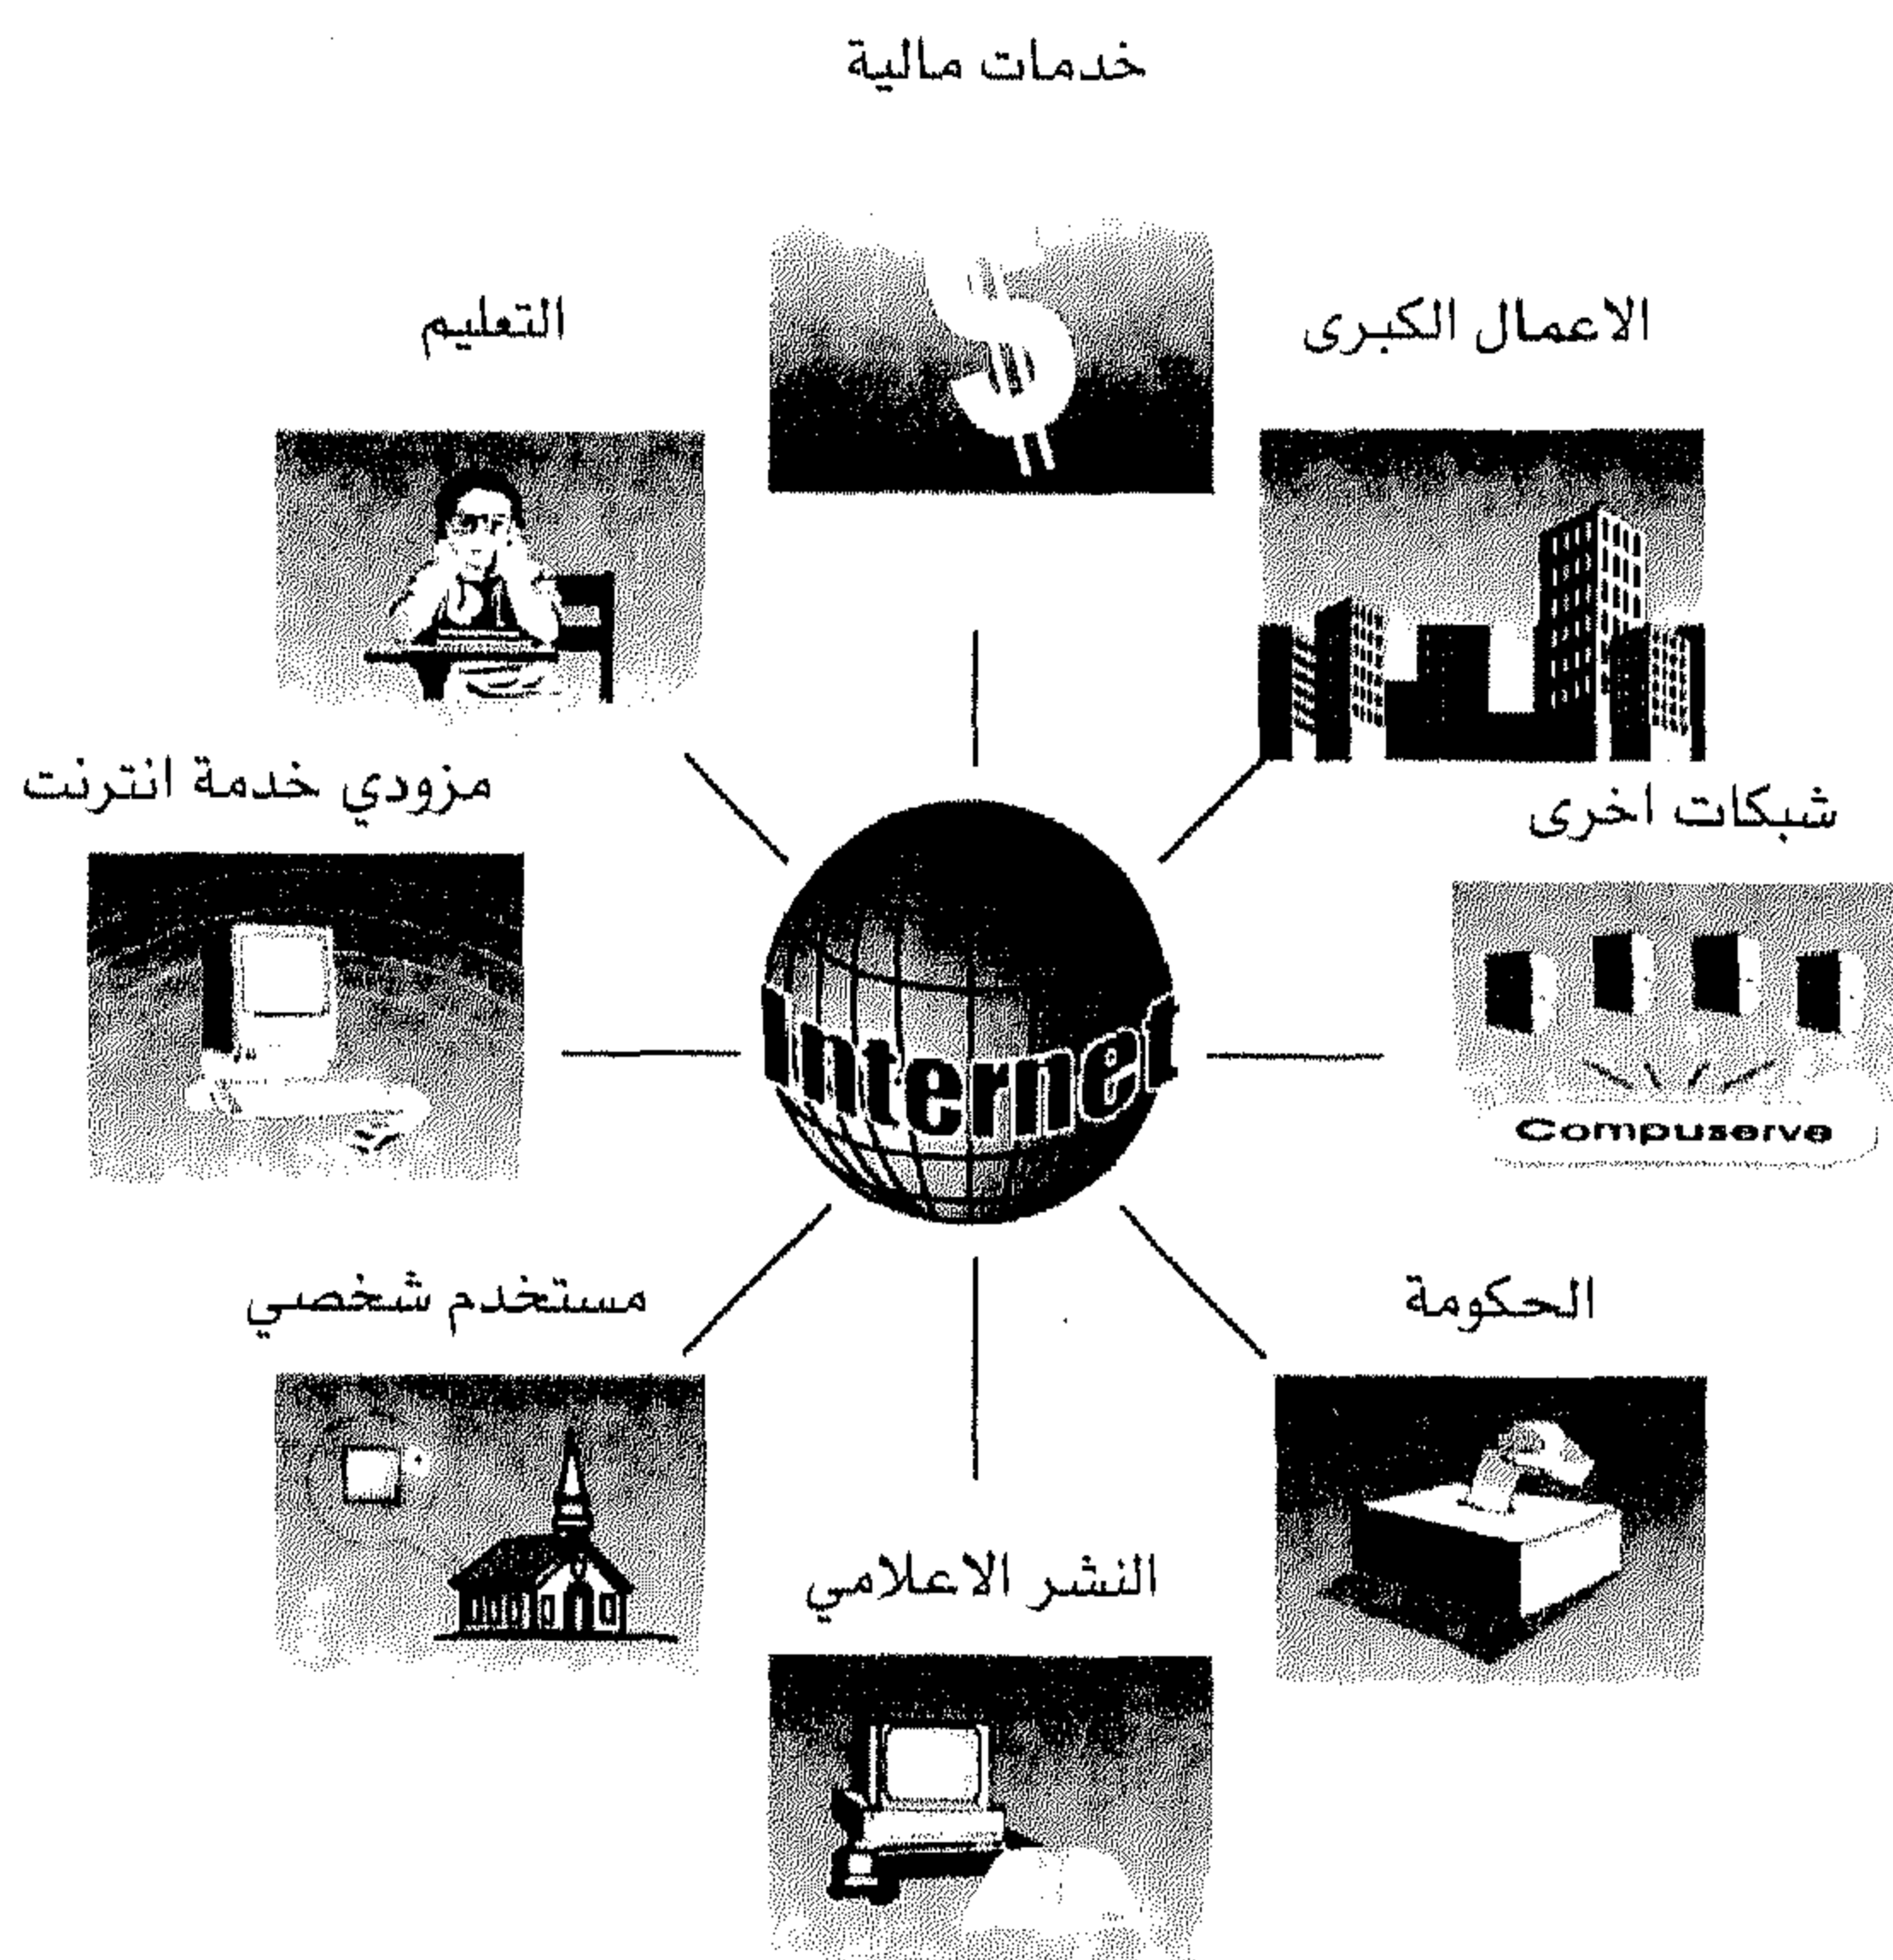 خدمات مالية
الاعمال الكبرى
التعليم
مزودي خدمة انترنت
شبكات اخرى
Internet
Compuserve
مستخدم شخصي
الحكومة
النشر الاعلامي